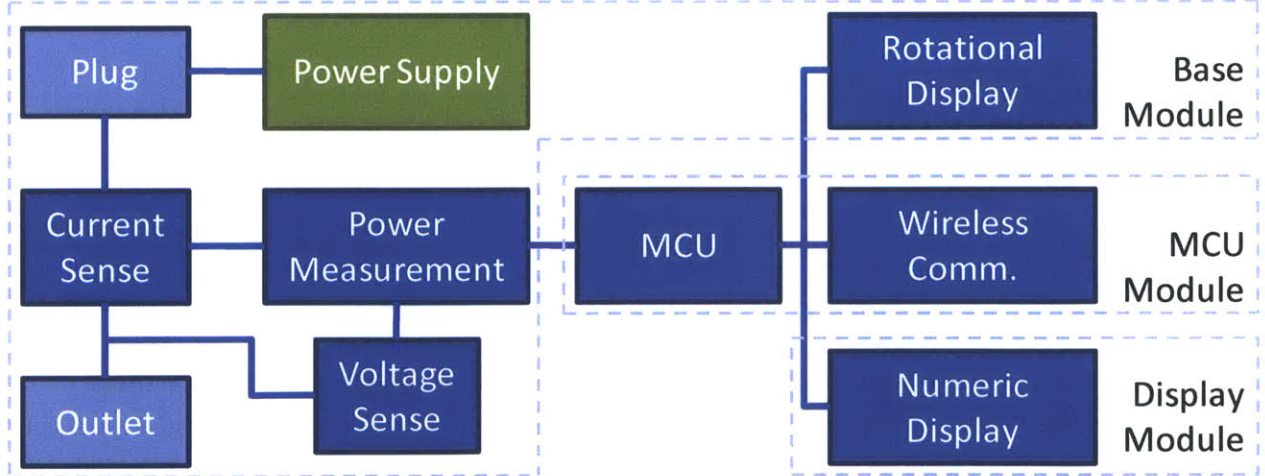 Plug
Power Supply
Rotational
Display
Base
Module
Current
Sense
Power
Measurement
MCU
Wireless
Comm.
MCU
Module
Voltage
Sense
Outlet
Numeric
Display
Display
Module